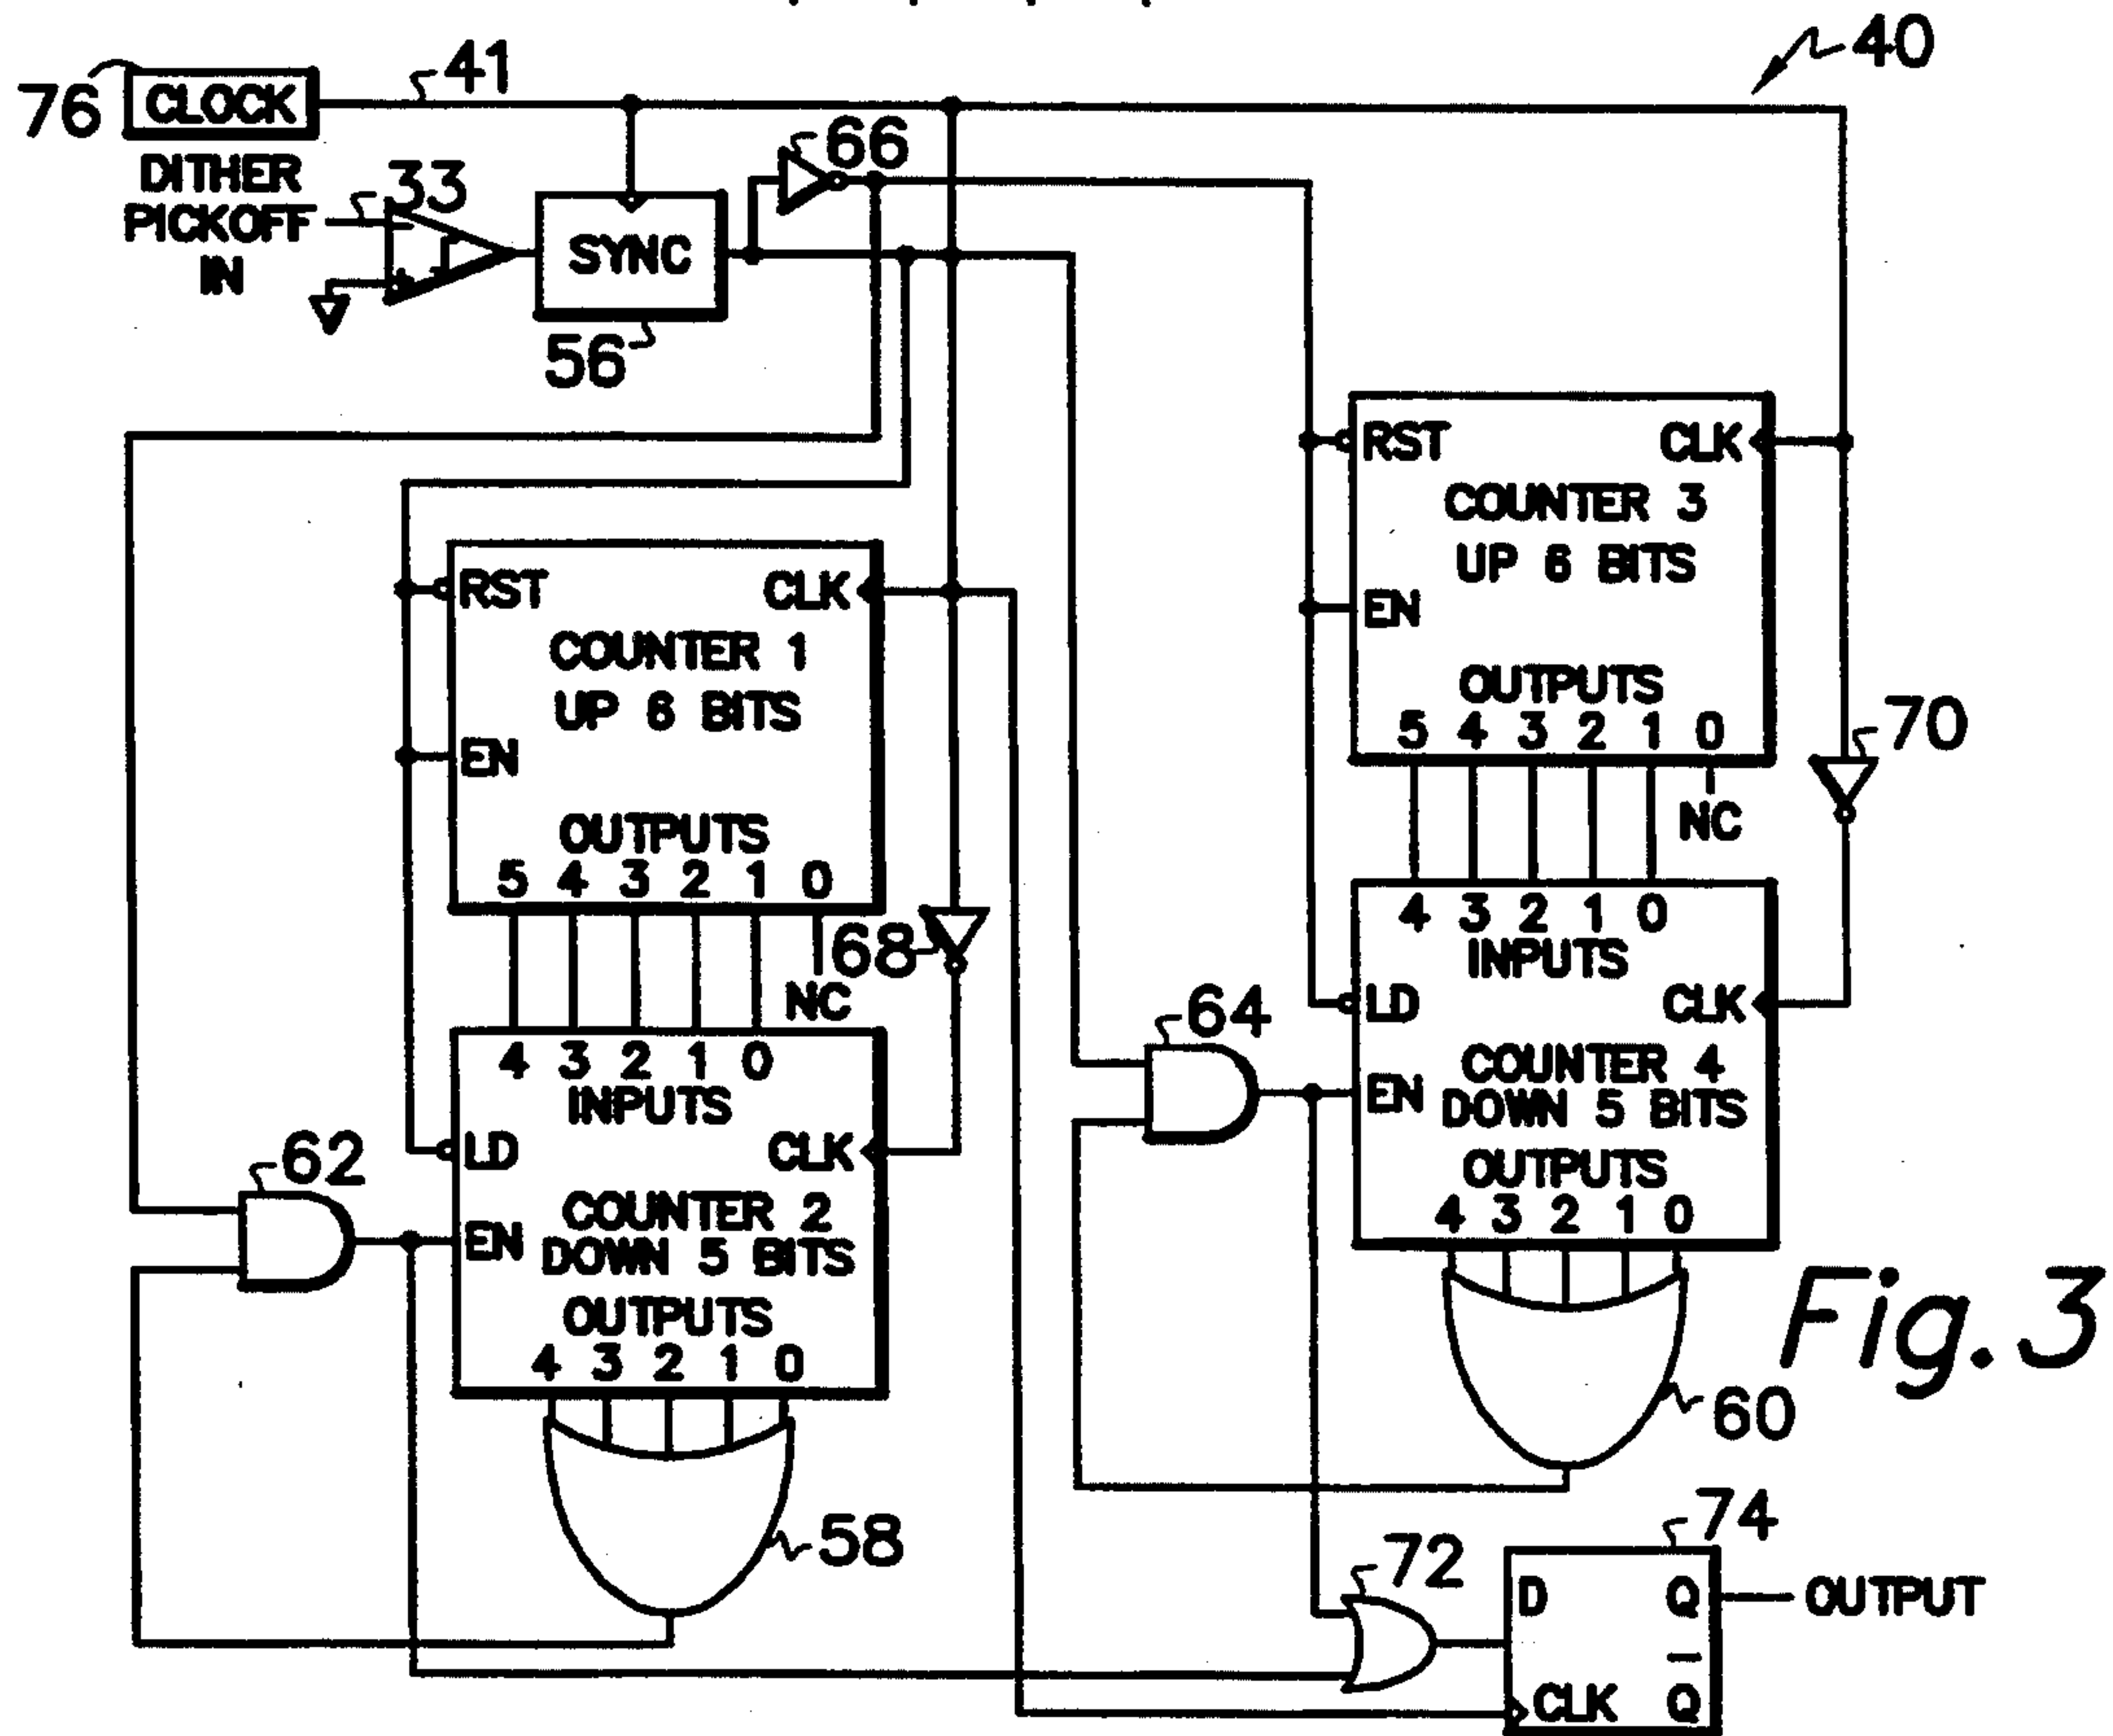 40
41
76
CLOCK
66
DITHER
PICKOFF
IN
33
SYNC
56
RST CLK
COUNTER 3
UP 6 BITS
EN
OUTPUTS
5 4 3 2 1 0
NC
70
RST CLK
COUNTER 1
UP 6 BITS
EN
OUTPUTS
5 4 3 2 1 0
68
NC
4 3 2 1 0
INPUTS
LD CLK
COUNTER 2
EN DOWN 5 BITS
OUTPUTS
4 3 2 1 0
62
58
64
4 3 2 1 0
INPUTS
LD CLK
COUNTER 4
EN DOWN 5 BITS
OUTPUTS
4 3 2 1 0
60
Fig. 3
72
74
D Q
OUTPUT
CLK Q̅